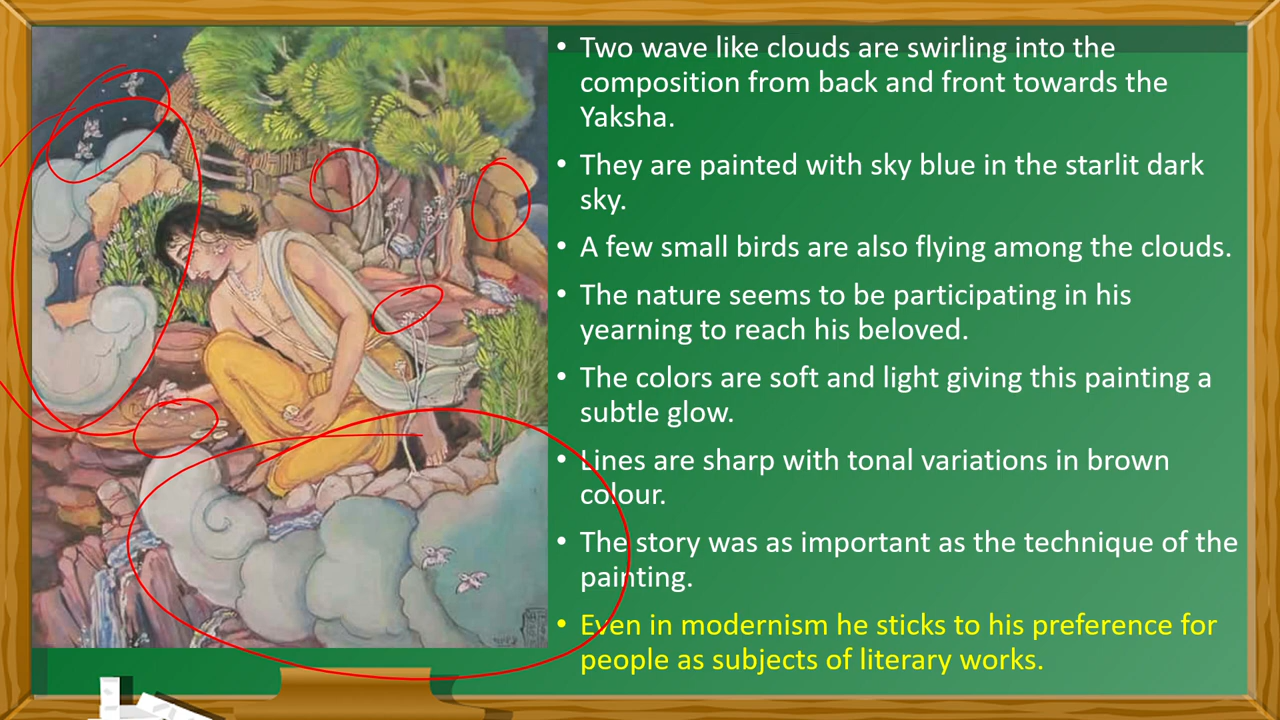 • Two wave like clouds are swirling into the
composition from back and front towards the
Yaksha.
• They are painted with sky blue in the starlit dark
sky.
• A few small birds are also flying among the clouds.
• The nature seems to be participating in his
yearning to reach his beloved.
• The colors are soft and light giving this painting a
subtle glow.
• Lines are sharp with tonal variations in brown
colour.
• The story was as important as the technique of the
painting.
• Even in modernism he sticks to his preference for
people as subjects of literary works.